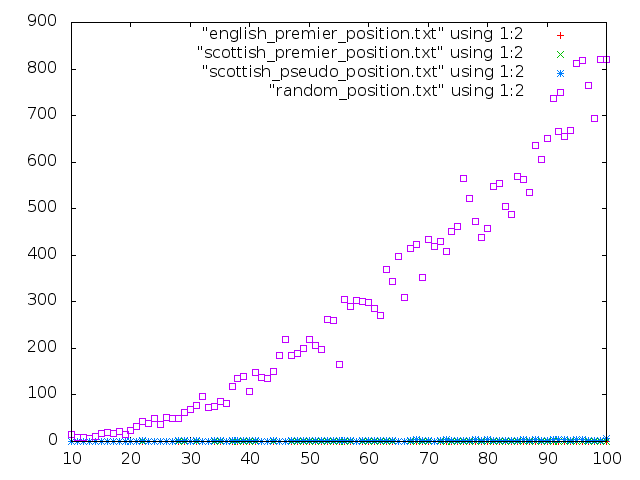 900
800
700
600
500
400
300
200
100
0
"english_premier_position.txt" using 1:2
"scottish_premier_position.txt" using 1:2
"scottish_pseudo_position.txt" using 1:2
"random_position.txt" using 1:2
10 20 30 40 50 60 70 80 90 100